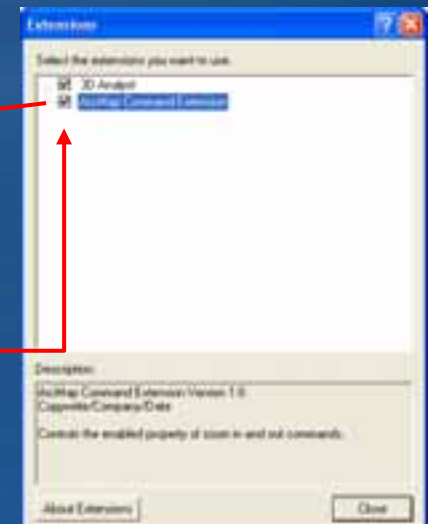 Extensions
Select the extensions you want to use.
3D Analyst
ArcMap Command Extension
Description:
ArcMap Command Extension Version 1.0
Copywrite/Company/Date
Controls the enabled property of zoom in and out commands.
About Extensions
Close